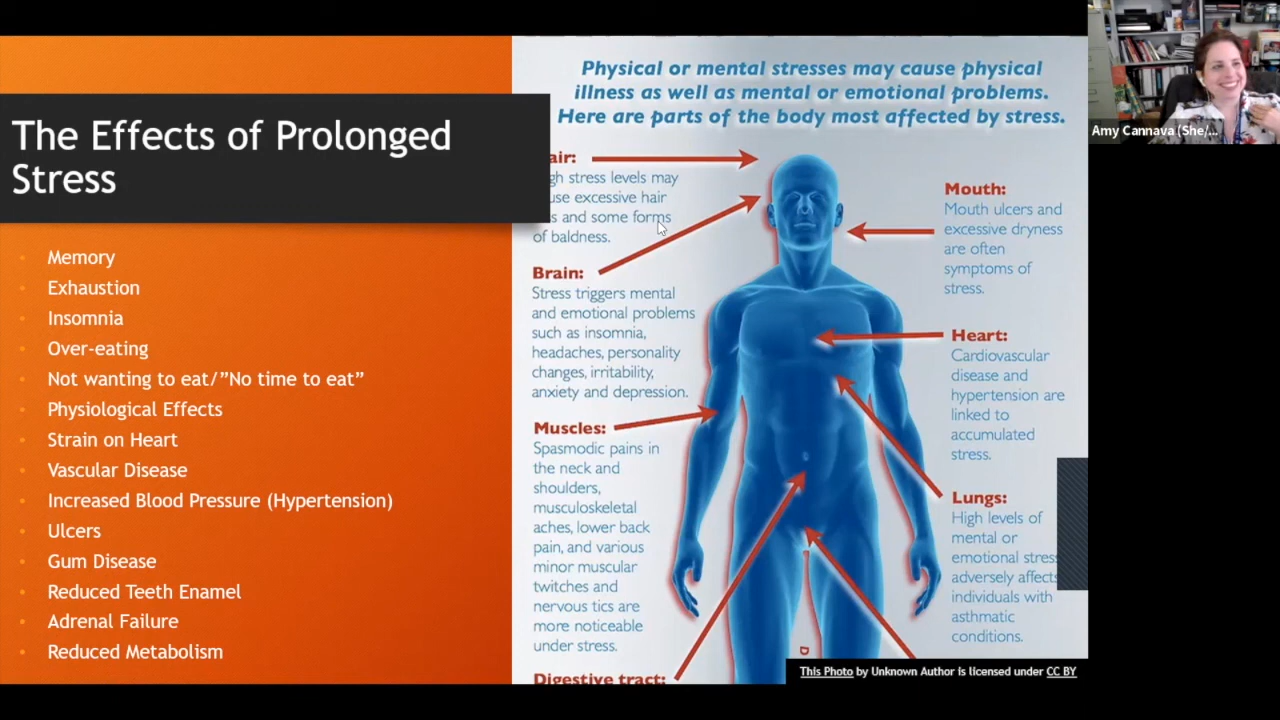 The Effects of Prolonged
Stress
Memory
Exhaustion
Insomnia
Over-eating
Not wanting to eat/”No time to eat”
Physiological Effects
Strain on Heart
Vascular Disease
Increased Blood Pressure (Hypertension)
Ulcers
Gum Disease
Reduced Teeth Enamel
Adrenal Failure
Reduced Metabolism
Physical or mental stresses may cause physical
illness as well as mental or emotional problems.
Here are parts of the body most affected by stress.
air:
gh stress levels may
use excessive hair
s and some forms
of baldness.
Brain:
Stress triggers mental
and emotional problems
such as insomnia,
headaches, personality
changes, irritability,
anxiety and depression.
Muscles:
Spasmodic pains in
the neck and
shoulders,
musculoskeletal
aches, lower back
pain, and various
minor muscular
twitches and
nervous tics are
more noticeable
under stress.
Digestive tract:
Mouth:
Mouth ulcers and
excessive dryness
are often
symptoms of
stress.
Heart:
Cardiovascular
disease and
hypertension are
linked to
accumulated
stress.
Lungs:
High levels of
mental or
emotional stress
adversely affects
individuals with
asthmatic
conditions.
D
This Photo by Unknown Author is licensed under CC BY
Amy Cannava (She/...